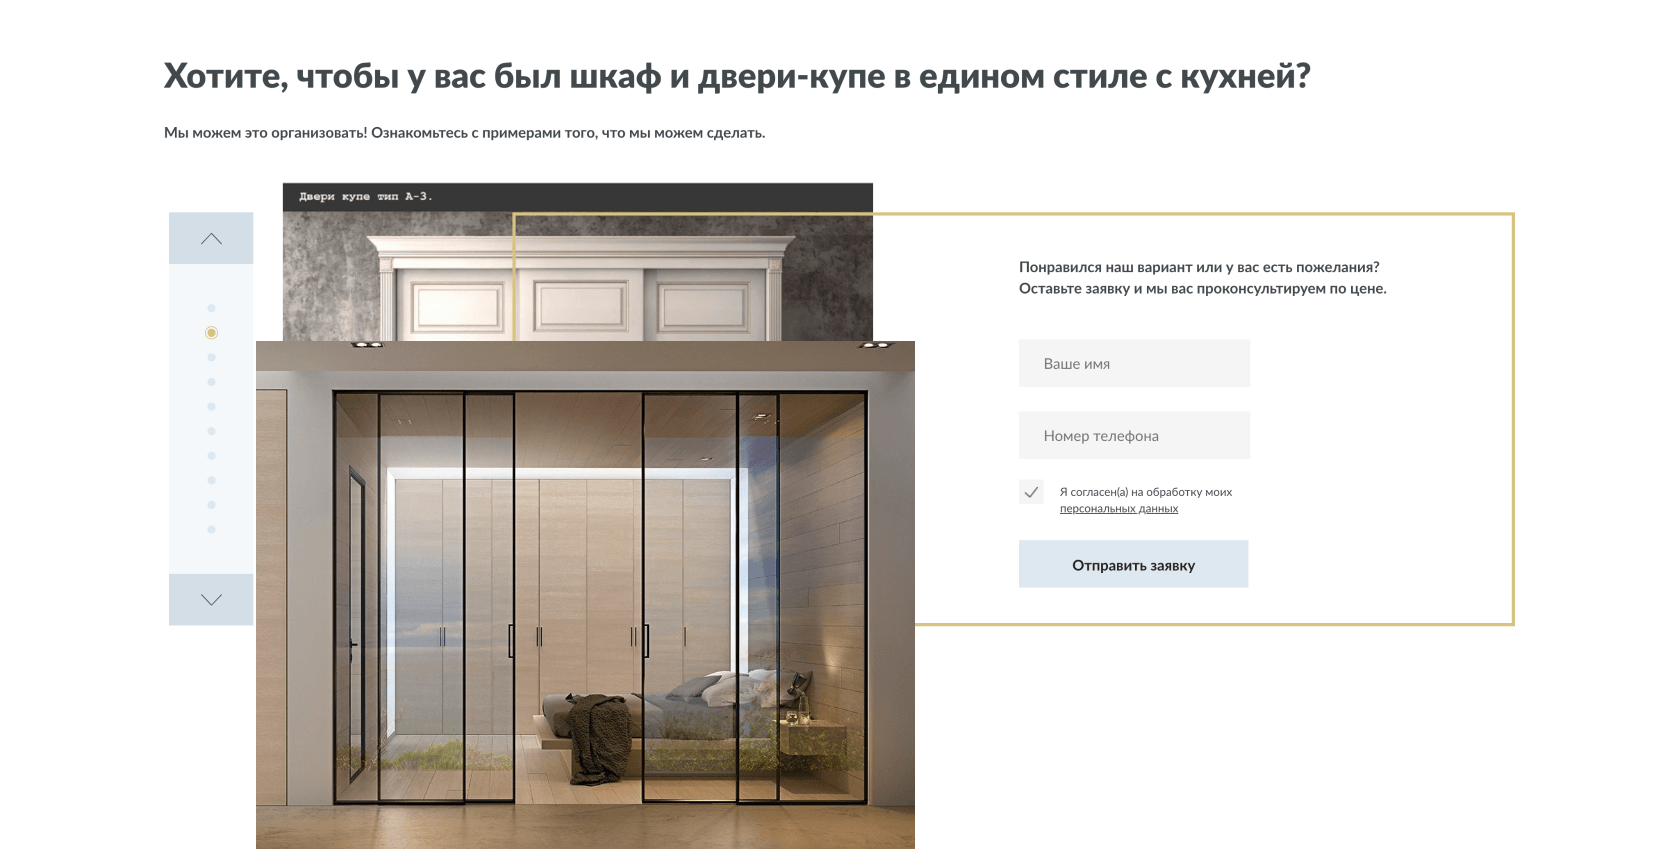 Хотите, чтобы у вас был шкаф и двери-купе в едином стиле с кухней?
Мы можем это организовать! Ознакомьтесь с примерами того, что мы можем сделать.
Двери купе тип А-3.
Понравился наш вариант или у вас есть пожелания?
Оставьте заявку и мы вас проконсультируем по цене.
Ваше имя
Номер телефона
Я согласен(а) на обработку моих
персональных данных
Отправить заявку